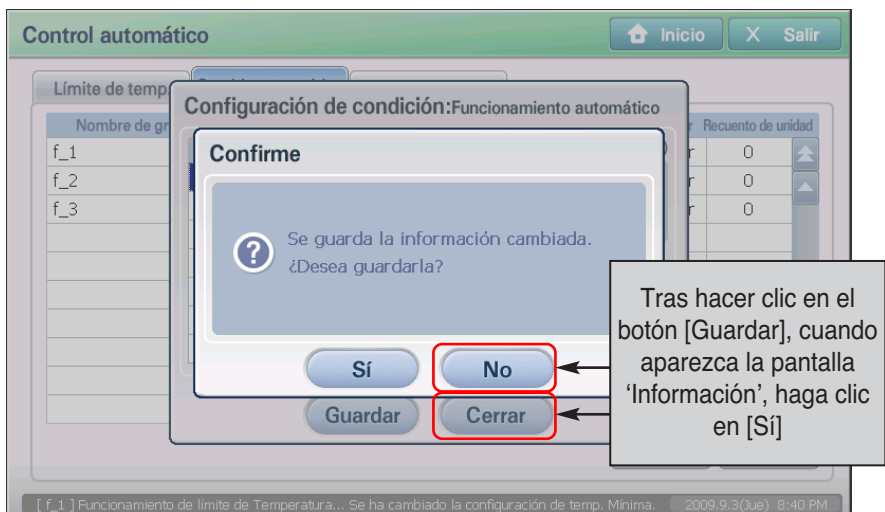 Control automático
Inicio
X Salir
Límite de temp.
Configuración de condición:Funcionamiento automático
Nombre de gr
r Recuento de unidad
Confirme
f_1
r 0
f_2
0
f_3
r 0
Se guarda la información cambiada.
¿Desea guardarla?
Sí
No
Guardar
Cerrar
Tras hacer clic en el
botón [Guardar], cuando
aparezca la pantalla
‘Información’, haga clic
en [Sí]
[ f_1 ] Funcionamiento de límite de Temperatura... Se ha cambiado la configuración de temp. Mínima.
2009.9.3(Jue) 8:40 PM